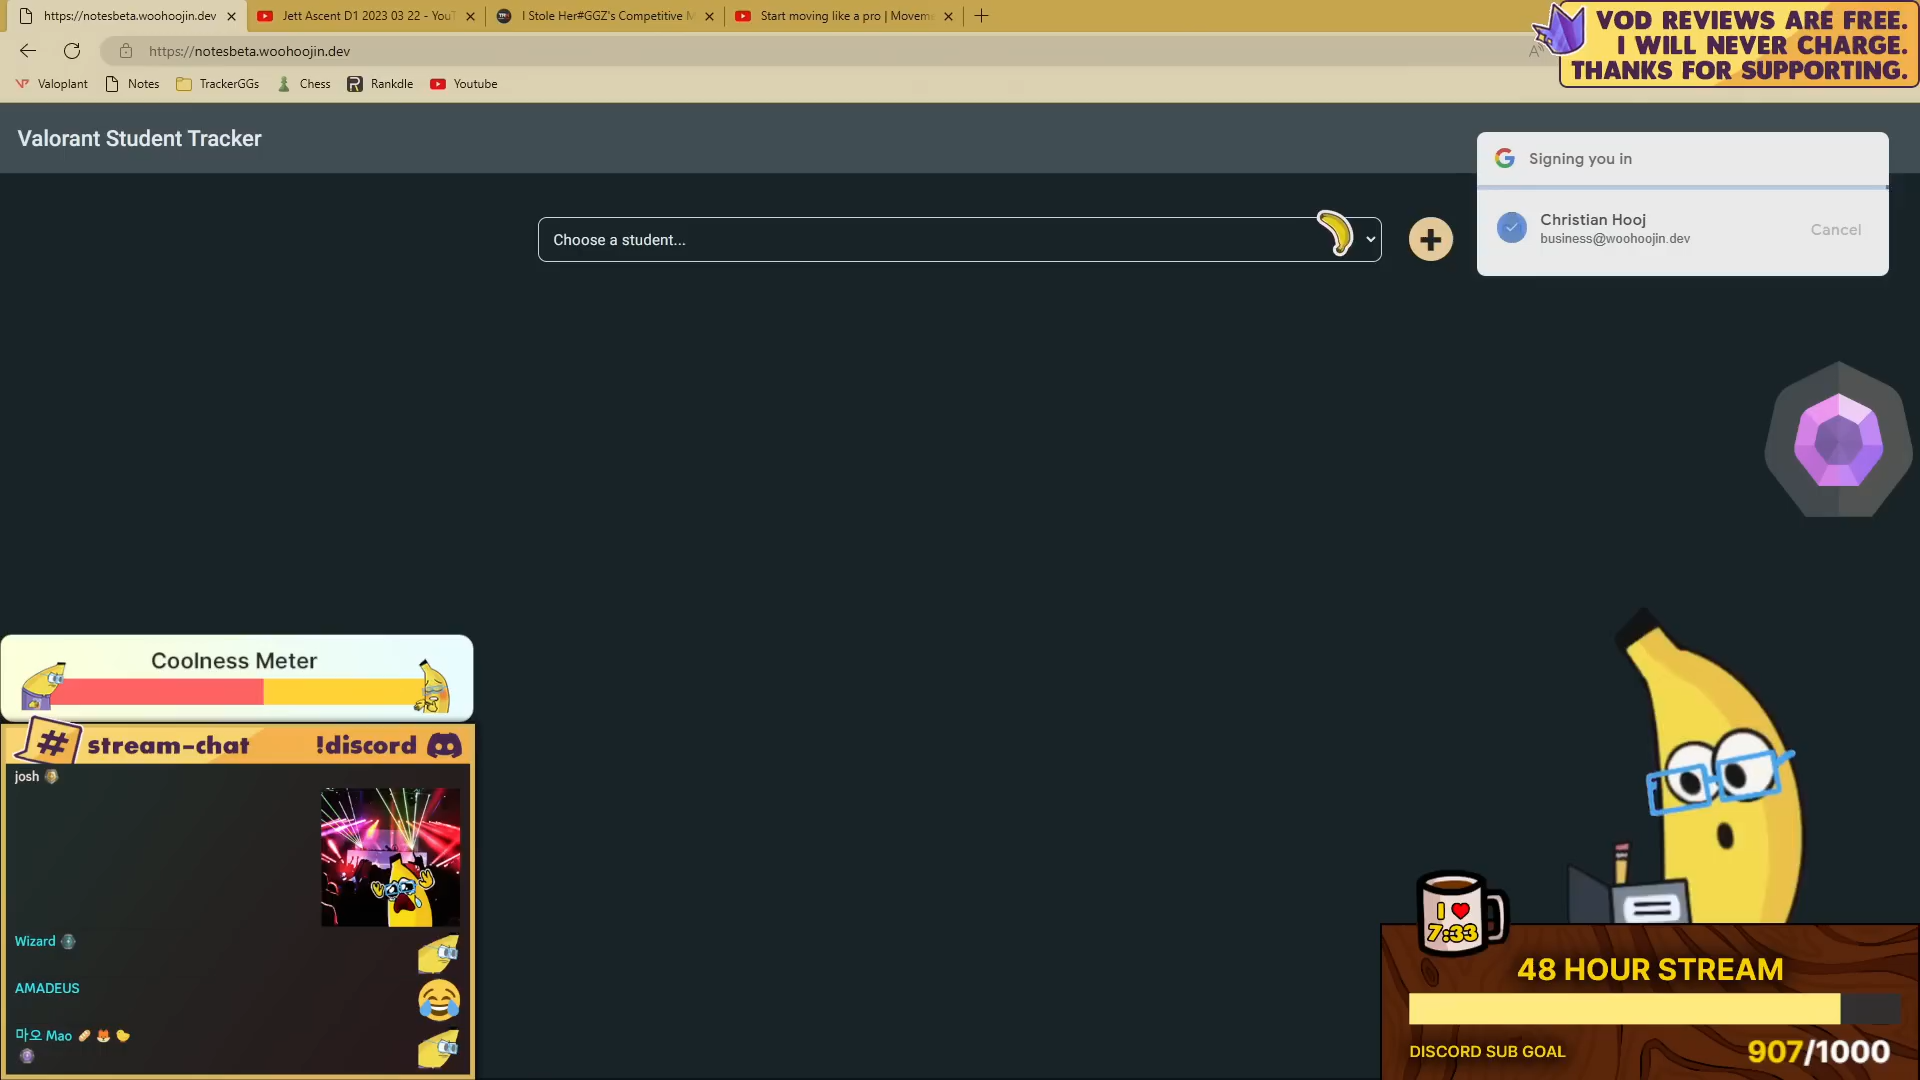 https://notesbeta.woohoojin.dev
Jett Ascent D1 2023 03 22 - YouT
I Stole Her#GGZ's Competitive M
Start moving like a pro | Movem
https://notesbeta.woohoojin.dev
Valoplant
Notes
TrackerGGs
Chess
Rankdle
Youtube
VOD REVIEWS ARE FREE.
I WILL NEVER CHARGE.
THANKS FOR SUPPORTING.
Valorant Student Tracker
Signing you in
Christian Hooj
business@woohoojin.dev
Cancel
Choose a student...
Coolness Meter
# stream-chat !discord
josh
Wizard
AMADEUS
마오 Mao
I
7:33
48 HOUR STREAM
DISCORD SUB GOAL
907/1000